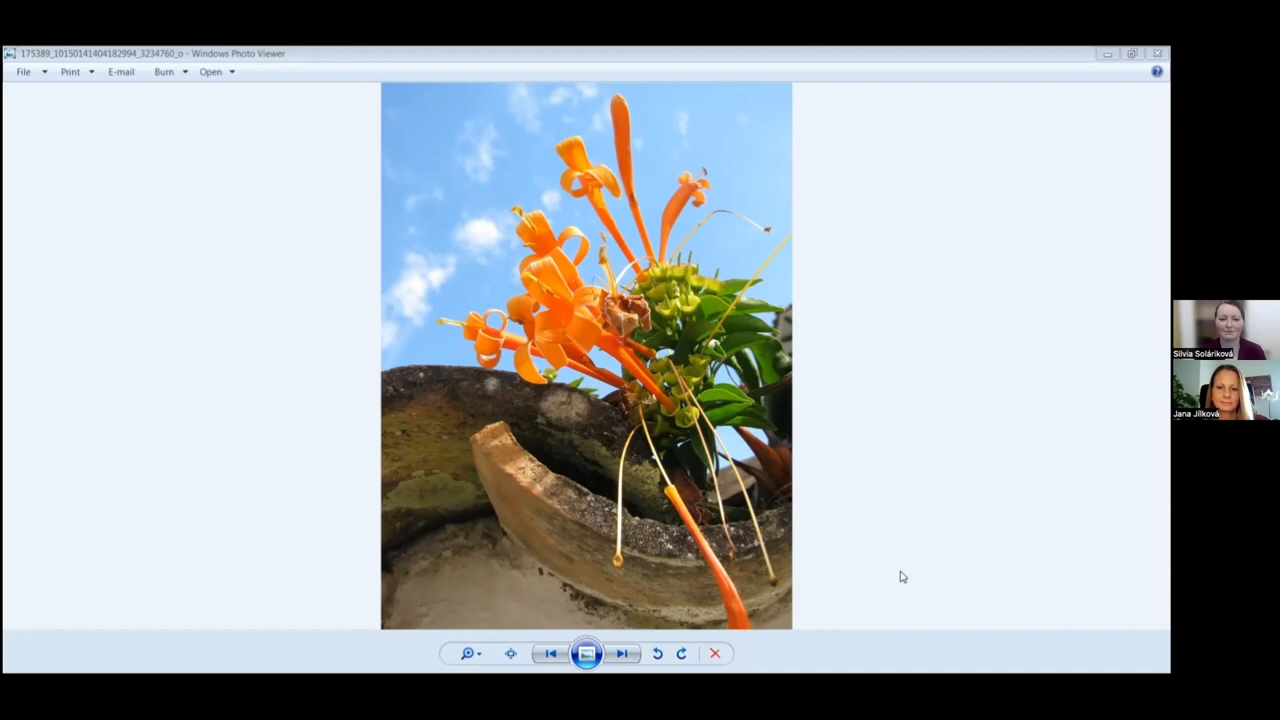 175389_10150141404182994_3234760_o - Windows Photo Viewer
File Print E-mail Burn Open
Silvia Soláriková
Jana Jílková